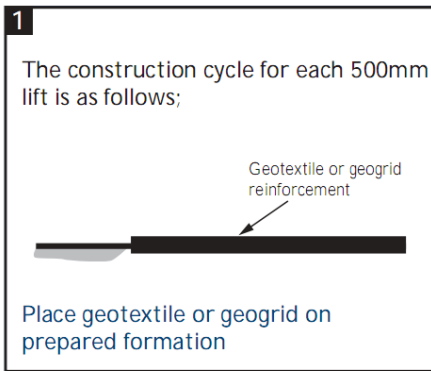 1
The construction cycle for each 500mm
lift is as follows;
Geotextile or geogrid
reinforcement
Place geotextile or geogrid on
prepared formation